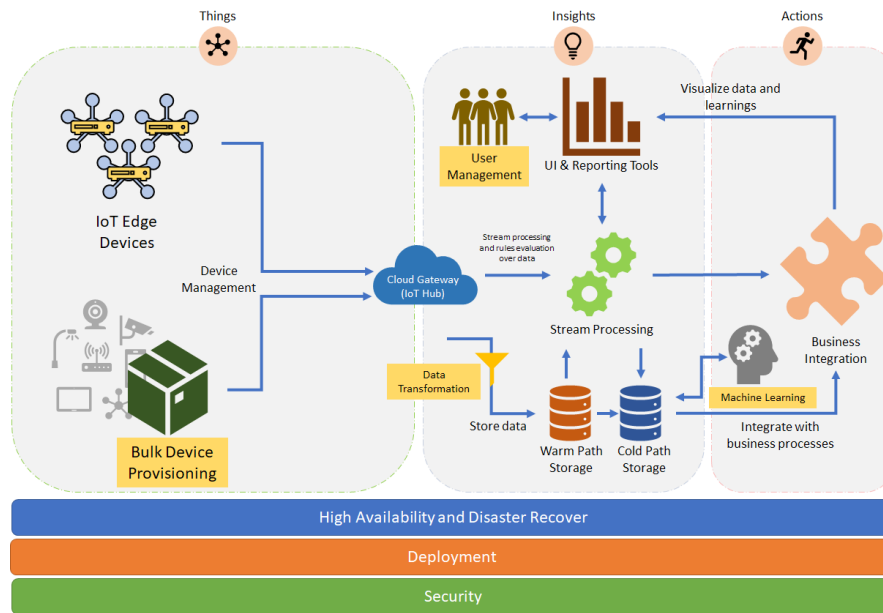 Things
Insights
Actions
IoT Edge
Devices
Device
Management
Bulk Device
Provisioning
Cloud Gateway
(IoT Hub)
User
Management
UI & Reporting Tools
Stream processing
and rules evaluation
over data
Stream Processing
Data
Transformation
Store data
Warm Path
Storage
Cold Path
Storage
Visualize data and
learnings
Business
Integration
Machine Learning
Integrate with
business processes
High Availability and Disaster Recover
Deployment
Security